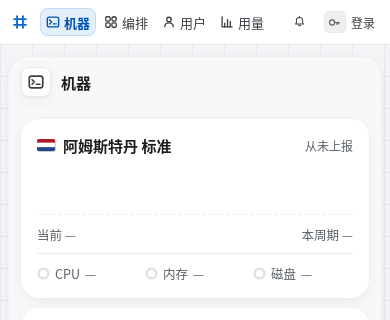 机器 编排 用户 用量 登录
机器
阿姆斯特丹 标准 从未上报
当前 — 本周期 —
CPU — 内存 — 磁盘 —